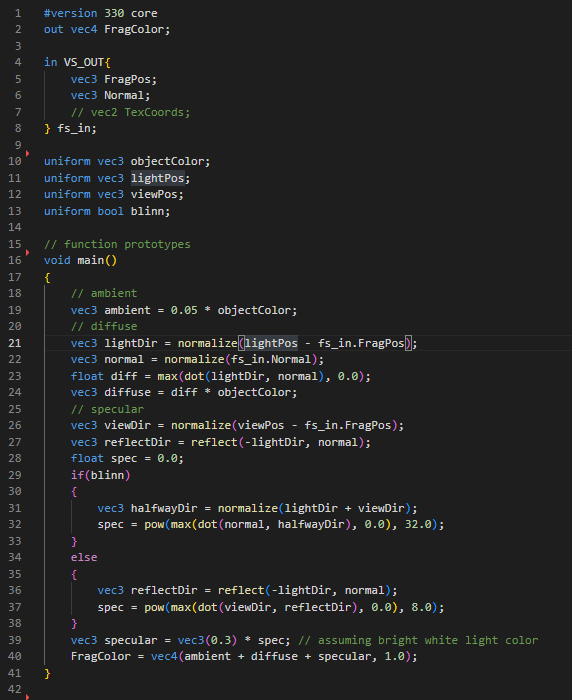 1 #version 330 core
2 out vec4 FragColor;
3
4 in VS_OUT{
5     vec3 FragPos;
6     vec3 Normal;
7     // vec2 TexCoords;
8 } fs_in;
9
10 uniform vec3 objectColor;
11 uniform vec3 lightPos;
12 uniform vec3 viewPos;
13 uniform bool blinn;
14
15 // function prototypes
16 void main()
17 {
18     // ambient
19     vec3 ambient = 0.05 * objectColor;
20     // diffuse
21     vec3 lightDir = normalize(lightPos - fs_in.FragPos);
22     vec3 normal = normalize(fs_in.Normal);
23     float diff = max(dot(lightDir, normal), 0.0);
24     vec3 diffuse = diff * objectColor;
25     // specular
26     vec3 viewDir = normalize(viewPos - fs_in.FragPos);
27     vec3 reflectDir = reflect(-lightDir, normal);
28     float spec = 0.0;
29     if(blinn)
30     {
31         vec3 halfwayDir = normalize(lightDir + viewDir);
32         spec = pow(max(dot(normal, halfwayDir), 0.0), 32.0);
33     }
34     else
35     {
36         vec3 reflectDir = reflect(-lightDir, normal);
37         spec = pow(max(dot(viewDir, reflectDir), 0.0), 8.0);
38     }
39     vec3 specular = vec3(0.3) * spec; // assuming bright white light color
40     FragColor = vec4(ambient + diffuse + specular, 1.0);
41 }
42